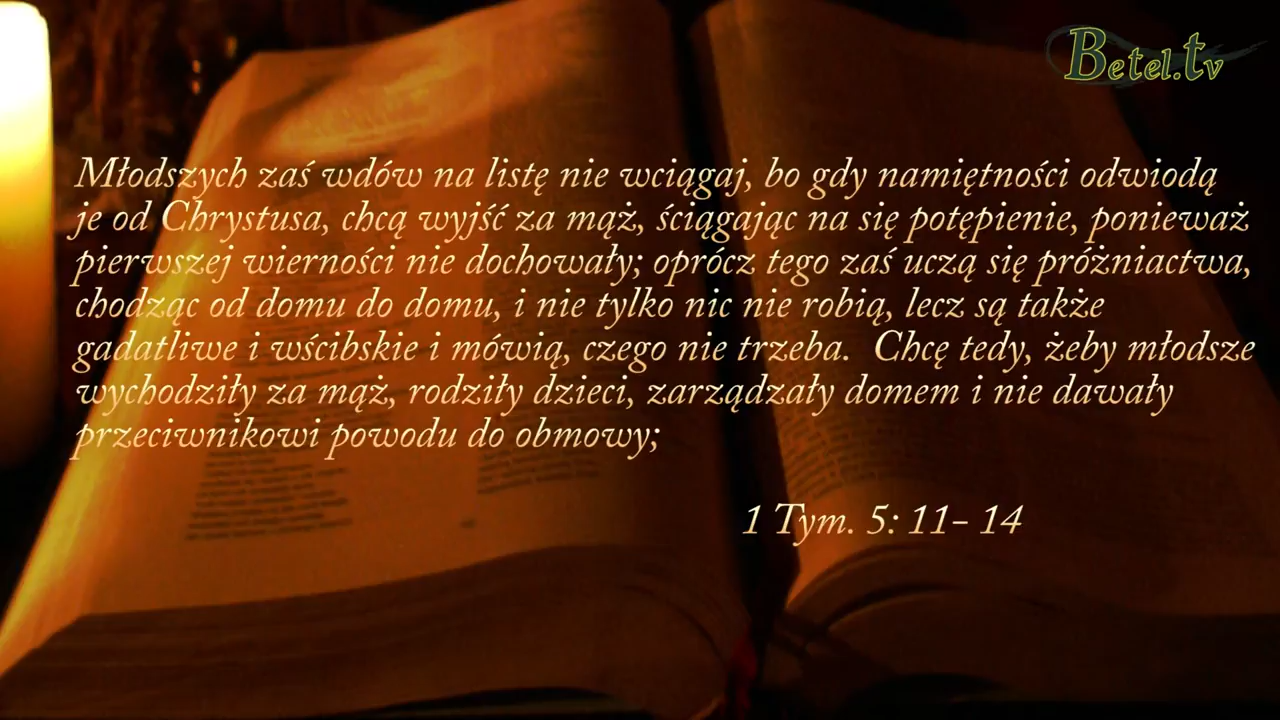 Betel.tv
Młodszych zaś wdów na listę nie wciągaj, bo gdy namiętności odwiodą
je od Chrystusa, chcą wyjść za mąż, ściągając na się potępienie, ponieważ
pierwszej wierności nie dochowały; oprócz tego zaś uczą się próżniactwa,
chodząc od domu do domu, i nie tylko nic nie robią, lecz są także
gadatliwe i wścibskie i mówią, czego nie trzeba.  Chcę tedy, żeby młodsze
wychodziły za mąż, rodziły dzieci, zarządzały domem i nie dawały
przeciwnikowi powodu do obmowy;
1 Tym. 5: 11- 14